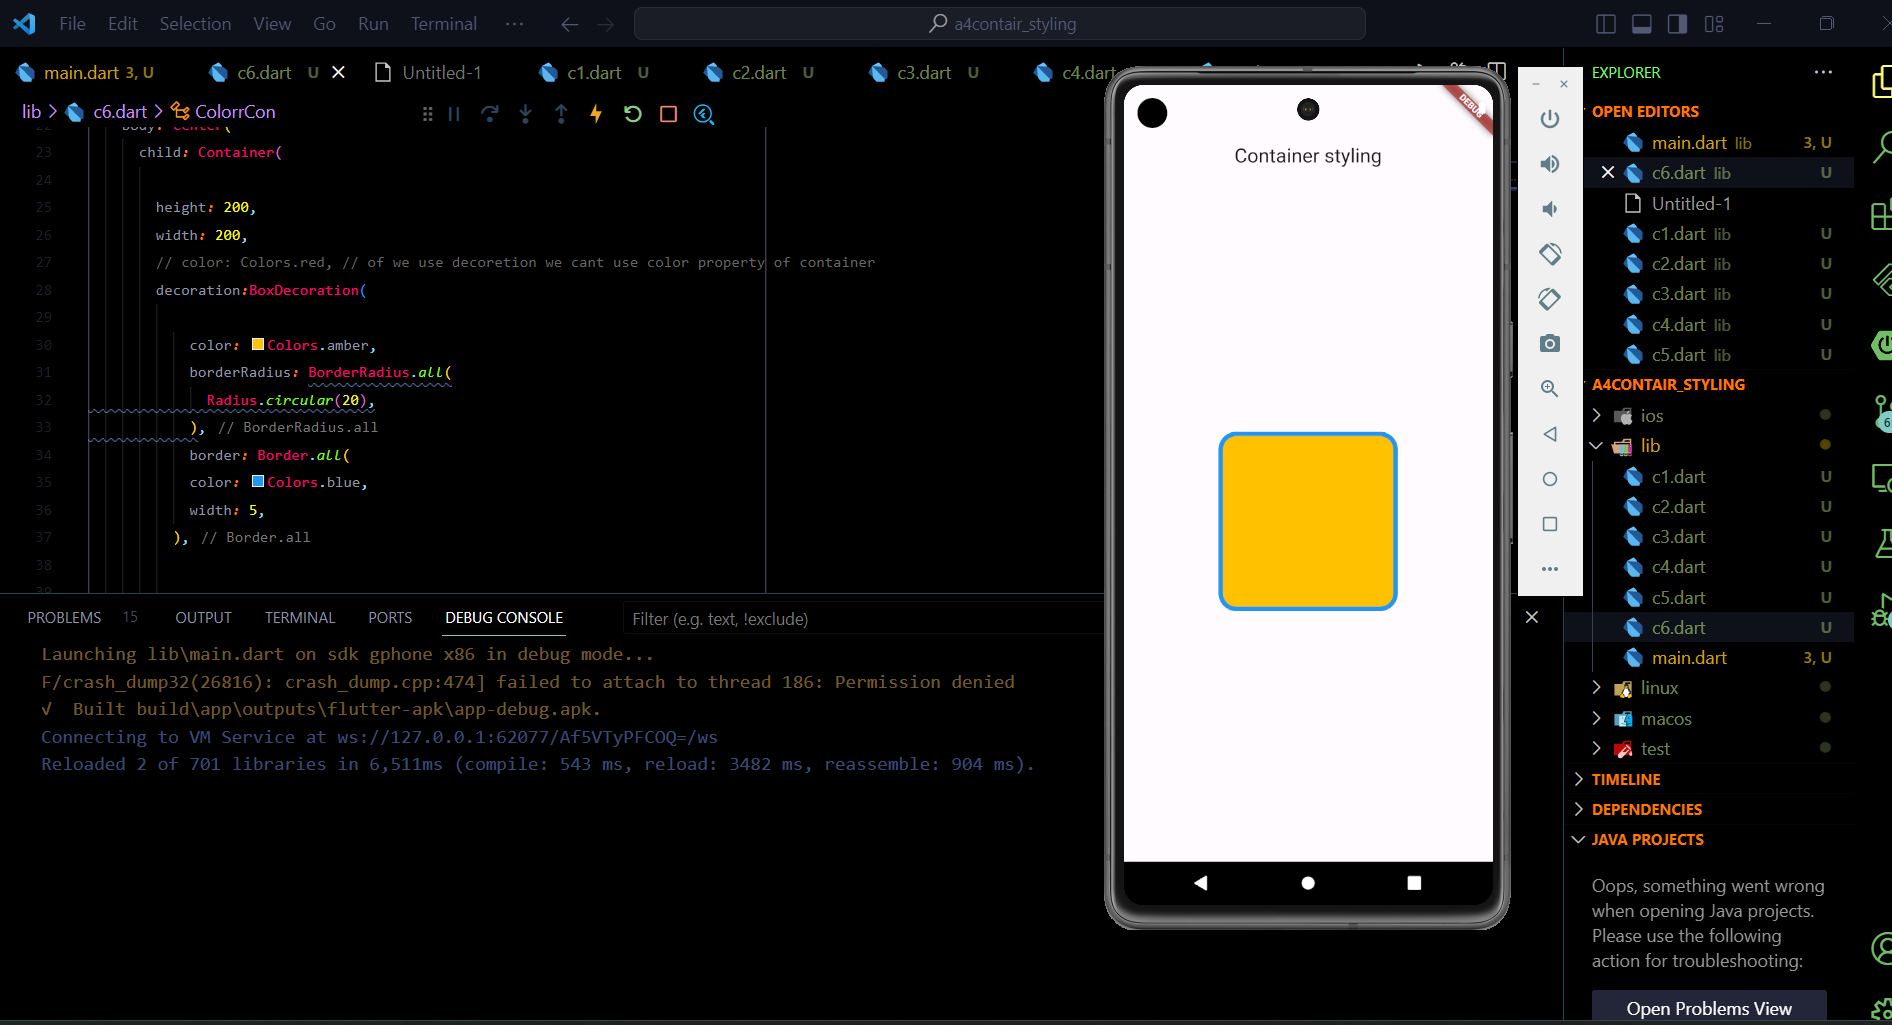 File Edit Selection View Go Run Terminal ··· a4contair_styling
main.dart 3, U c6.dart U Untitled-1 c1.dart U c2.dart U c3.dart U c4.dart
lib > c6.dart > ColorrCon
22 body: Center(
23 child: Container(
24
25 height: 200,
26 width: 200,
27 // color: Colors.red, // of we use decoretion we cant use color property of container
28 decoration:BoxDecoration(
29
30 color: Colors.amber,
31 borderRadius: BorderRadius.all(
32 Radius.circular(20),
33 ), // BorderRadius.all
34 border: Border.all(
35 color: Colors.blue,
36 width: 5,
37 ), // Border.all
38
39
PROBLEMS 15 OUTPUT TERMINAL PORTS DEBUG CONSOLE Filter (e.g. text, !exclude)
Launching lib\main.dart on sdk gphone x86 in debug mode...
F/crash_dump32(26816): crash_dump.cpp:474] failed to attach to thread 186: Permission denied
√ Built build\app\outputs\flutter-apk\app-debug.apk.
Connecting to VM Service at ws://127.0.0.1:62077/Af5VTyPFCOQ=/ws
Reloaded 2 of 701 libraries in 6,511ms (compile: 543 ms, reload: 3482 ms, reassemble: 904 ms).
DEBUG
Container styling
EXPLORER ···
OPEN EDITORS
main.dart lib 3, U
c6.dart lib U
Untitled-1
c1.dart lib U
c2.dart lib U
c3.dart lib U
c4.dart lib U
c5.dart lib U
A4CONTAIR_STYLING
ios
lib
c1.dart U
c2.dart U
c3.dart U
c4.dart U
c5.dart U
c6.dart U
main.dart 3, U
linux
macos
test
TIMELINE
DEPENDENCIES
JAVA PROJECTS
Oops, something went wrong
when opening Java projects.
Please use the following
action for troubleshooting:
Open Problems View
6